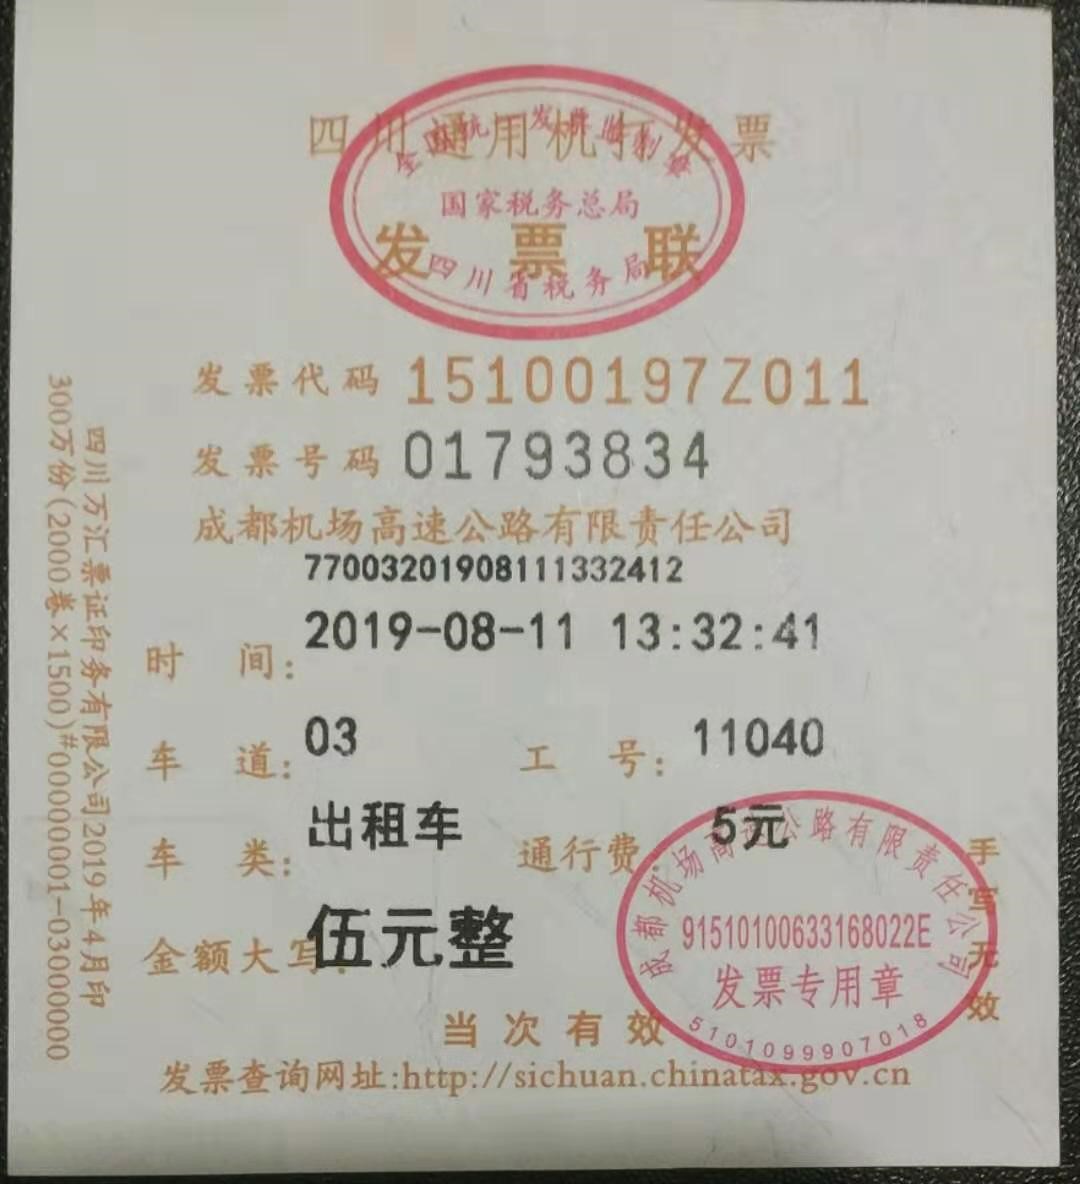 四川通用机打发票
全国统一发票监制章
国家税务总局
四川省税务局
发票联
发票代码 15100197Z011
发票号码 01793834
成都机场高速公路有限责任公司
77003201908111332412
时 间: 2019-08-11 13:32:41
车 道: 03 工 号: 11040
车 类: 出租车 通行费: 5元
金额大写: 伍元整
成都机场高速公路有限责任公司
91510100633168022E
发票专用章
5101099907018
手写无效
当次有效
发票查询网址:http://sichuan.chinatax.gov.cn
四川万汇票证印务有限公司2019年4月印
300万份(2000卷×1500)#00000001-03000000